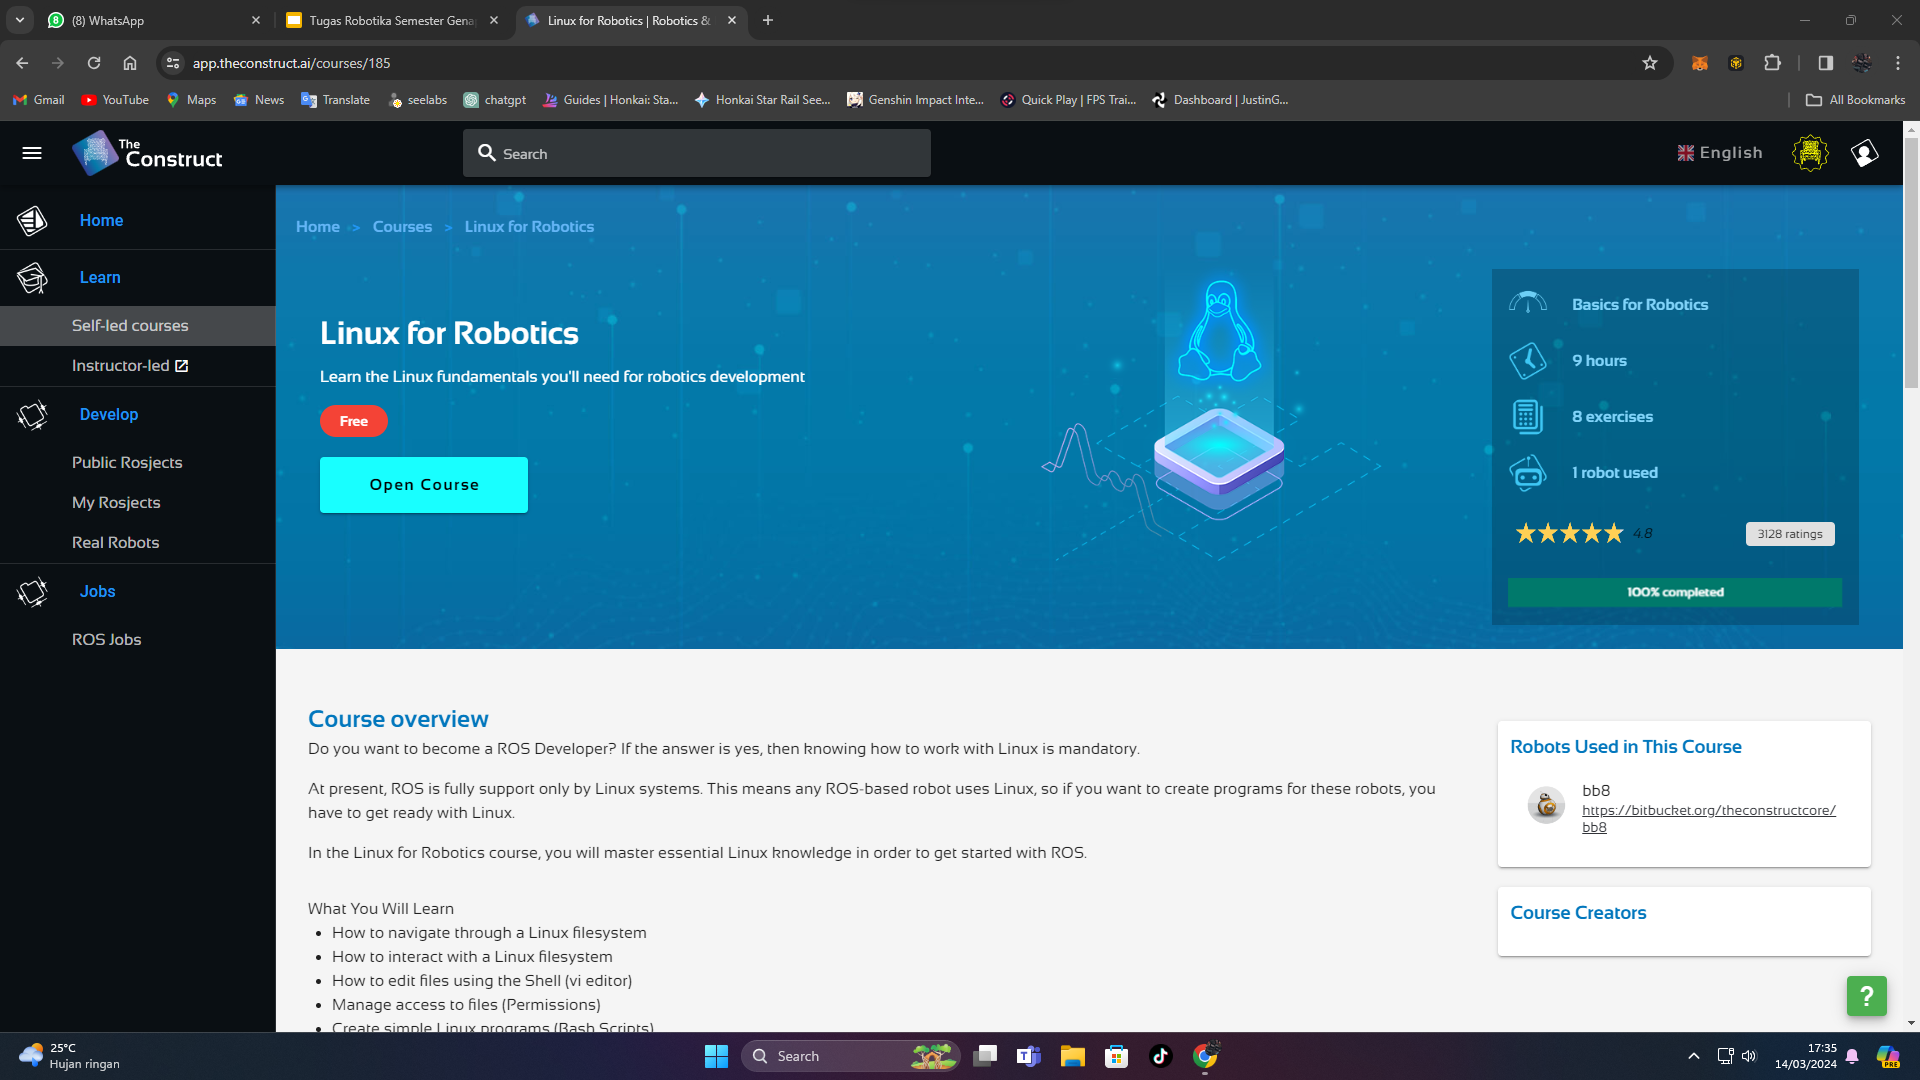 (8) WhatsApp
Tugas Robotika Semester Gena
Linux for Robotics | Robotics &
app.theconstruct.ai/courses/185
Gmail
YouTube
Maps
News
Translate
seelabs
chatgpt
Guides | Honkai: Sta...
Honkai Star Rail See...
Genshin Impact Inte...
Quick Play | FPS Trai...
Dashboard | JustinG...
All Bookmarks
The
Construct
Search
English
Home
Learn
Self-led courses
Instructor-led
Develop
Public Rosjects
My Rosjects
Real Robots
Jobs
ROS Jobs
Home > Courses > Linux for Robotics
Linux for Robotics
Learn the Linux fundamentals you'll need for robotics development
Free
Open Course
Basics for Robotics
9 hours
8 exercises
1 robot used
4.8
3128 ratings
100% completed
Course overview
Do you want to become a ROS Developer? If the answer is yes, then knowing how to work with Linux is mandatory.
At present, ROS is fully support only by Linux systems. This means any ROS-based robot uses Linux, so if you want to create programs for these robots, you
have to get ready with Linux.
In the Linux for Robotics course, you will master essential Linux knowledge in order to get started with ROS.
What You Will Learn
• How to navigate through a Linux filesystem
• How to interact with a Linux filesystem
• How to edit files using the Shell (vi editor)
• Manage access to files (Permissions)
• Create simple Linux programs (Bash Scripts)
Robots Used in This Course
bb8
https://bitbucket.org/theconstructcore/
bb8
Course Creators
?
25°C
Hujan ringan
Search
17:35
14/03/2024